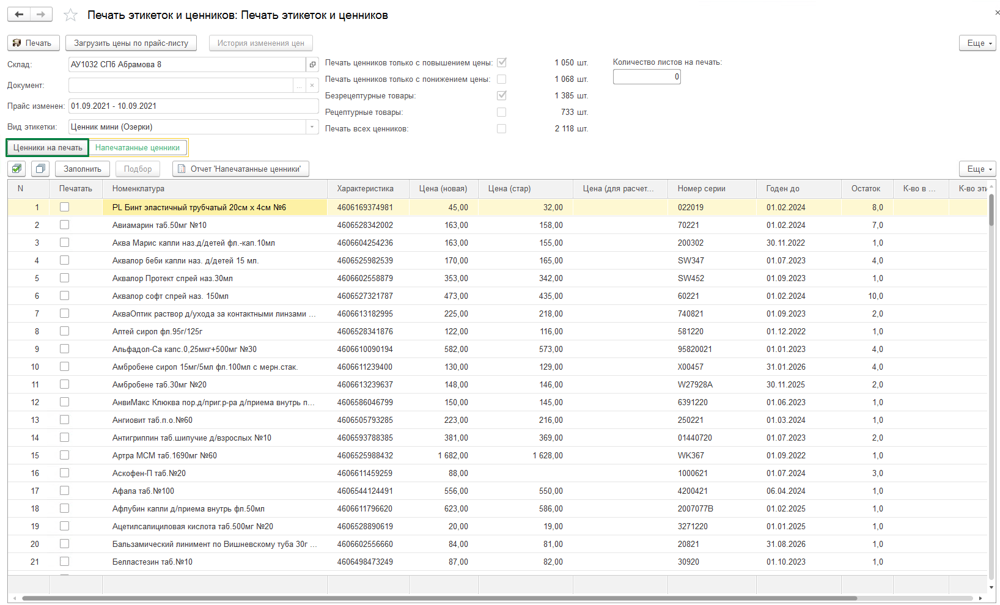 Печать этикеток и ценников: Печать этикеток и ценников
Печать Загрузить цены по прайс-листу История изменения цен Еще
Склад: АУ1032 СПб Абрамова 8
Документ:
Прайс изменен: 01.09.2021 - 10.09.2021
Вид этикетки: Ценник мини (Озерки)
Печать ценников только с повышением цены: 1 050 шт.
Печать ценников только с понижением цены: 1 068 шт.
Безрецептурные товары: 1 385 шт.
Рецептурные товары: 733 шт.
Печать всех ценников: 2 118 шт.
Количество листов на печать:
0
Ценники на печать Напечатанные ценники
Заполнить Подбор Отчет 'Напечатанные ценники' Еще
N Печатать Номенклатура Характеристика Цена (новая) Цена (стар) Цена (для расчет... Номер серии Годен до Остаток К-во в ... К-во эти
1 PL Бинт эластичный трубчатый 20см х 4см №6 4606169374981 45,00 32,00 022019 01.02.2024 8,0
2 Авиамарин таб.50мг №10 4606528342002 163,00 158,00 70221 01.02.2024 7,0
3 Аква Марис капли наз.д/детей фл.-кап.10мл 4606604254236 163,00 155,00 200302 30.11.2022 1,0
4 Аквалор беби капли наз. д/детей 15 мл. 4606525982539 170,00 165,00 SW347 01.07.2023 4,0
5 Аквалор Протект спрей наз.30мл 4606602558879 353,00 342,00 SW452 01.09.2023 1,0
6 Аквалор софт спрей наз. 150мл 4606527321787 473,00 435,00 60221 01.02.2024 10,0
7 АкваОптик раствор д/ухода за контактными линзами ... 4606613182995 225,00 218,00 740821 01.09.2023 2,0
8 Алтей сироп фл.95г/125г 4606528341876 122,00 116,00 581220 01.12.2022 1,0
9 Альфадол-Са капс.0,25мкг+500мг №30 4606610090194 582,00 573,00 95820021 01.01.2023 4,0
10 Амбробене сироп 15мг/5мл фл.100мл с мерн.стак. 4606611239400 130,00 129,00 X00457 31.01.2026 4,0
11 Амбробене таб.30мг №20 4606613239637 148,00 146,00 W27928A 30.11.2025 2,0
12 АнвиМакс Клюква пор.д/приг.р-ра д/приема внутрь п... 4606586046799 150,00 145,00 6391220 01.06.2023 1,0
13 Ангиовит таб.п.о.№60 4606505793285 223,00 216,00 250221 01.03.2024 1,0
14 Антигриппин таб.шипучие д/взрослых №10 4606593788385 381,00 369,00 01440720 01.07.2023 2,0
15 Артра МСМ таб.1690мг №60 4606525988432 1 682,00 1 628,00 WK367 01.09.2022 1,0
16 Аскофен-П таб.№20 4606611459259 88,00 1000621 01.07.2024 3,0
17 Афала таб.№100 4606544124491 556,00 550,00 4200421 06.04.2024 1,0
18 Афлубин капли д/приема внутрь фл.50мл 4606611796620 623,00 586,00 2007077B 01.02.2025 1,0
19 Ацетилсалициловая кислота таб.500мг №20 4606528890619 20,00 19,00 3271220 01.01.2025 1,0
20 Бальзамический линимент по Вишневскому туба 30г ... 4606602556660 84,00 81,00 20821 31.08.2026 1,0
21 Белластезин таб.№10 4606498473249 87,00 82,00 30920 01.10.2023 1,0